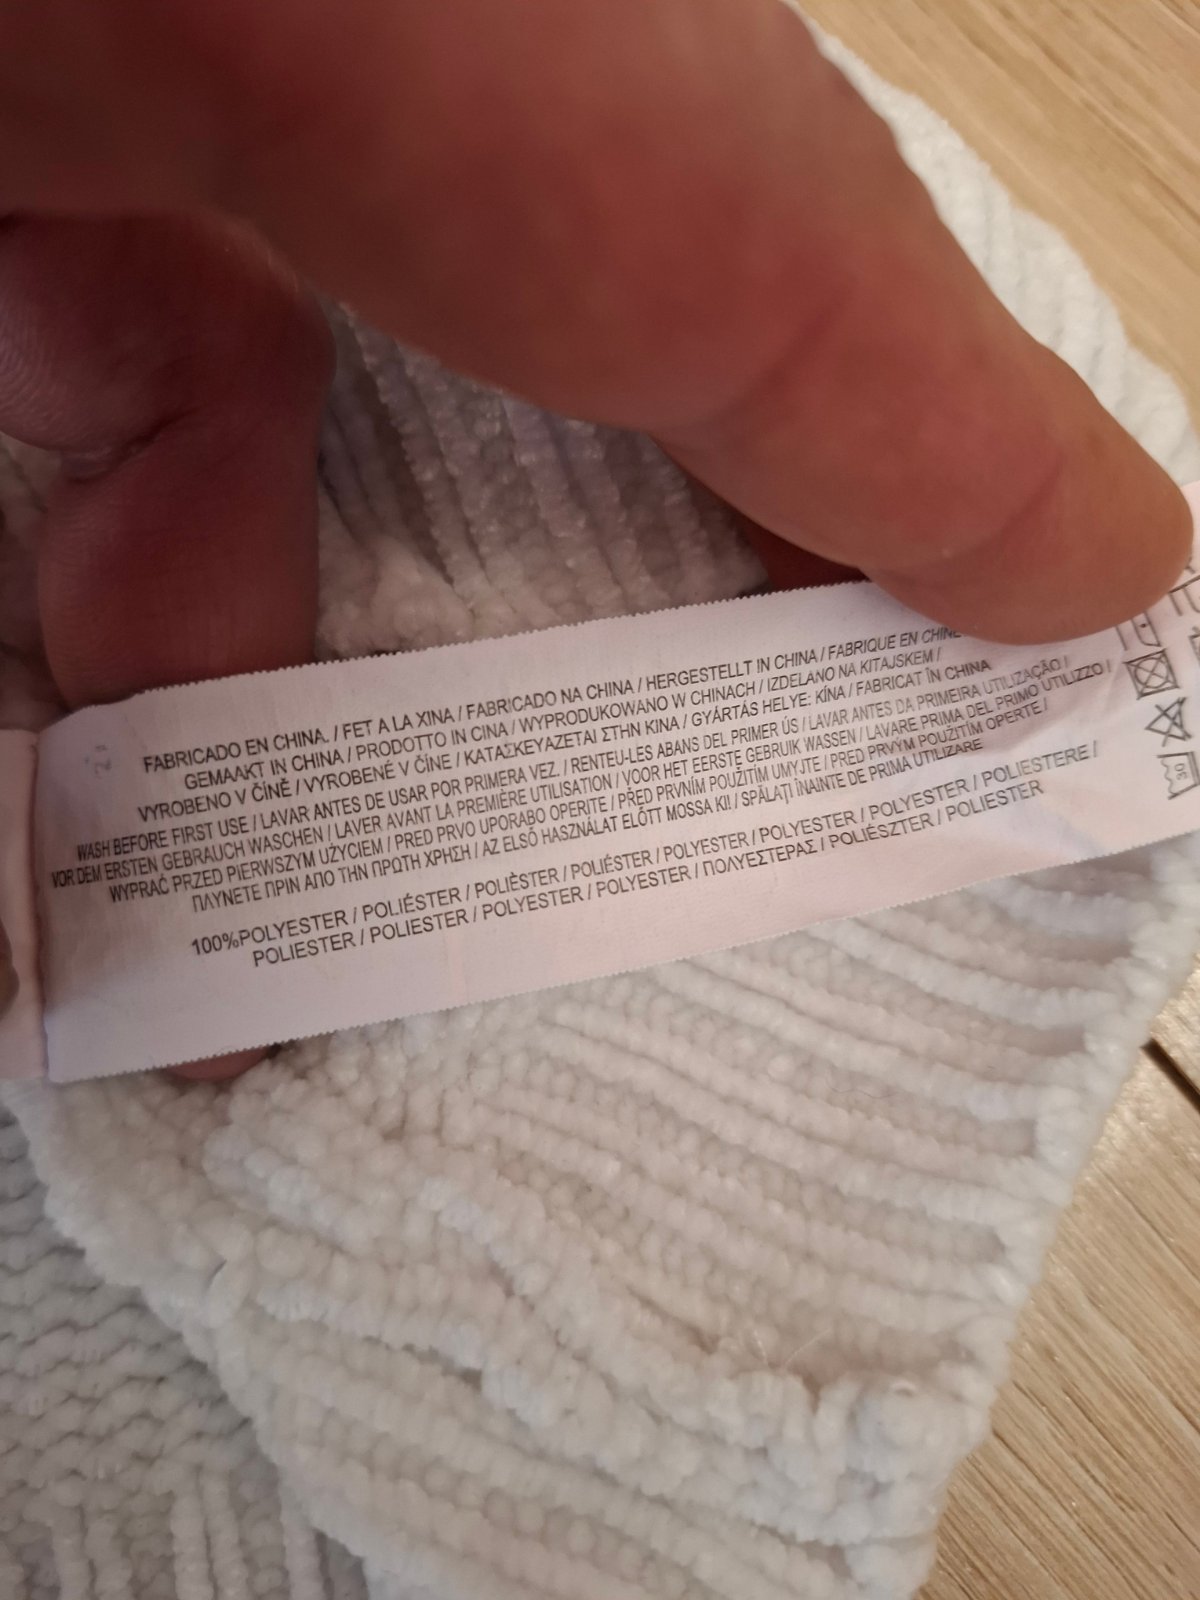 FABRICADO EN CHINA. / FET A LA XINA / FABRICADO NA CHINA / HERGESTELLT IN CHINA / FABRIQUE EN CHINE
GEMAAKT IN CHINA / PRODOTTO IN CINA / WYPRODUKOWANO W CHINACH / IZDELANO NA KITAJSKEM /
VYROBENO V ČÍNĚ / VYROBENÉ V ČÍNE / ΚΑΤΑΣΚΕΥΑΖΕΤΑΙ ΣΤΗΝ ΚΙΝΑ / GYÁRTÁS HELYE: KÍNA / FABRICAT ÎN CHINA
WASH BEFORE FIRST USE / LAVAR ANTES DE USAR POR PRIMERA VEZ. / RENTEU-LES ABANS DEL PRIMER ÚS / LAVAR ANTES DA PRIMEIRA UTILIZAÇÃO /
VOR DEM ERSTEN GEBRAUCH WASCHEN / LAVER AVANT LA PREMIÈRE UTILISATION / VOOR HET EERSTE GEBRUIK WASSEN / LAVARE PRIMA DEL PRIMO UTILIZZO /
WYPRAĆ PRZED PIERWSZYM UŻYCIEM / PRED PRVO UPORABO OPERITE / PŘED PRVNÍM POUŽITÍM UMYJTE / PRED PRVÝM POUŽITÍM OPERTE /
ΠΛΥΝΕΤΕ ΠΡΙΝ ΑΠΟ ΤΗΝ ΠΡΩΤΗ ΧΡΗΣΗ / AZ ELSŐ HASZNÁLAT ELŐTT MOSSA KI! / SPĂLAȚI ÎNAINTE DE PRIMA UTILIZARE
100%POLYESTER / POLIÉSTER / POLIÈSTER / POLIÉSTER / POLYESTER / POLYESTER / POLYESTER / POLIESTERE /
POLIESTER / POLIESTER / POLYESTER / POLYESTER / ΠΟΛΥΕΣΤΕΡΑΣ / POLIÉSZTER / POLIESTER
30